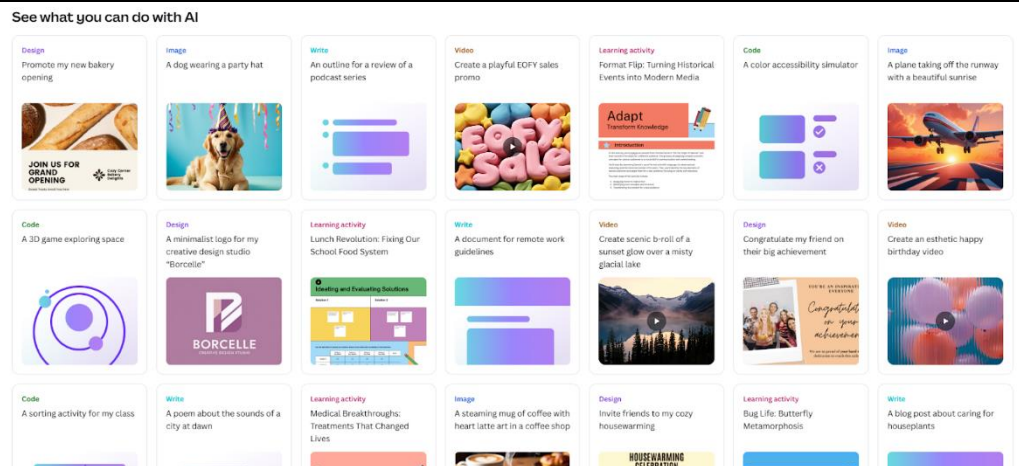 See what you can do with AI
Design
Promote my new bakery
opening
JOIN US FOR
GRAND
OPENING
Image
A dog wearing a party hat
Write
An outline for a review of a
podcast series
Video
Create a playful EOFY sales
promo
EOFY
Sale
Learning activity
Format Flip: Turning Historical
Events into Modern Media
Adapt
Transform Knowledge
Introduction
Code
A color accessibility simulator
Image
A plane taking off the runway
with a beautiful sunrise
Code
A 3D game exploring space
Design
A minimalist logo for my
creative design studio
"Borcelle"
BORCELLE
CREATIVE DESIGN STUDIO
Learning activity
Lunch Revolution: Fixing Our
School Food System
Ideating and Evaluating Solutions
Write
A document for remote work
guidelines
Video
Create scenic b-roll of a
sunset glow over a misty
glacial lake
Design
Congratulate my friend on
their big achievement
Video
Create an esthetic happy
birthday video
Code
A sorting activity for my class
Write
A poem about the sounds of a
city at dawn
Learning activity
Medical Breakthroughs:
Treatments That Changed
Lives
Image
A steaming mug of coffee with
heart latte art in a coffee shop
Design
Invite friends to my cozy
housewarming
HOUSEWARMING
CELEBRATION
Learning activity
Bug Life: Butterfly
Metamorphosis
Write
A blog post about caring for
houseplants